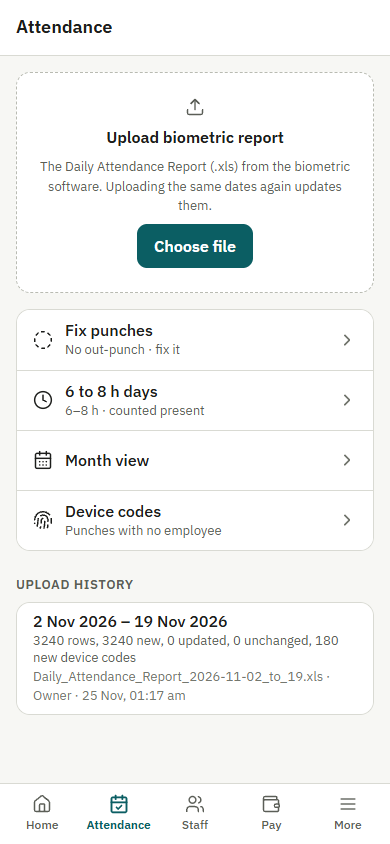 Attendance
Upload biometric report
The Daily Attendance Report (.xls) from the biometric
software. Uploading the same dates again updates
them.
Choose file
Fix punches
No out-punch · fix it
6 to 8 h days
6–8 h · counted present
Month view
Device codes
Punches with no employee
UPLOAD HISTORY
2 Nov 2026 – 19 Nov 2026
3240 rows, 3240 new, 0 updated, 0 unchanged, 180
new device codes
Daily_Attendance_Report_2026-11-02_to_19.xls ·
Owner · 25 Nov, 01:17 am
Home
Attendance
Staff
Pay
More